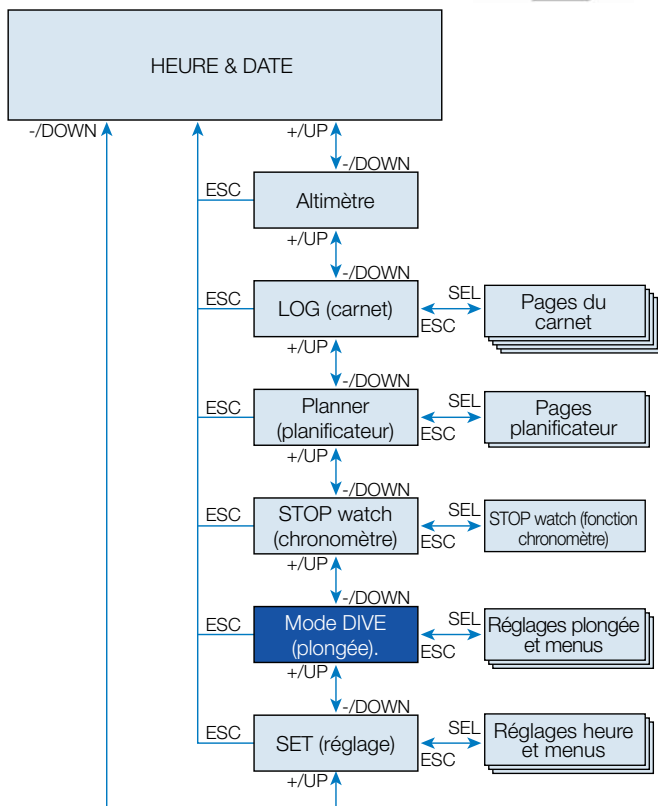 HEURE & DATE
-/DOWN
+/UP
-/DOWN
ESC
Altimètre
+/UP
-/DOWN
ESC
LOG (carnet)
SEL
ESC
Pages du
carnet
+/UP
-/DOWN
ESC
Planner
(planificateur)
SEL
ESC
Pages
planificateur
+/UP
-/DOWN
ESC
STOP watch
(chronomètre)
SEL
ESC
STOP watch (fonction
chronomètre)
+/UP
-/DOWN
ESC
Mode DIVE
(plongée).
SEL
ESC
Réglages plongée
et menus
+/UP
-/DOWN
ESC
SET (réglage)
SEL
ESC
Réglages heure
et menus
+/UP